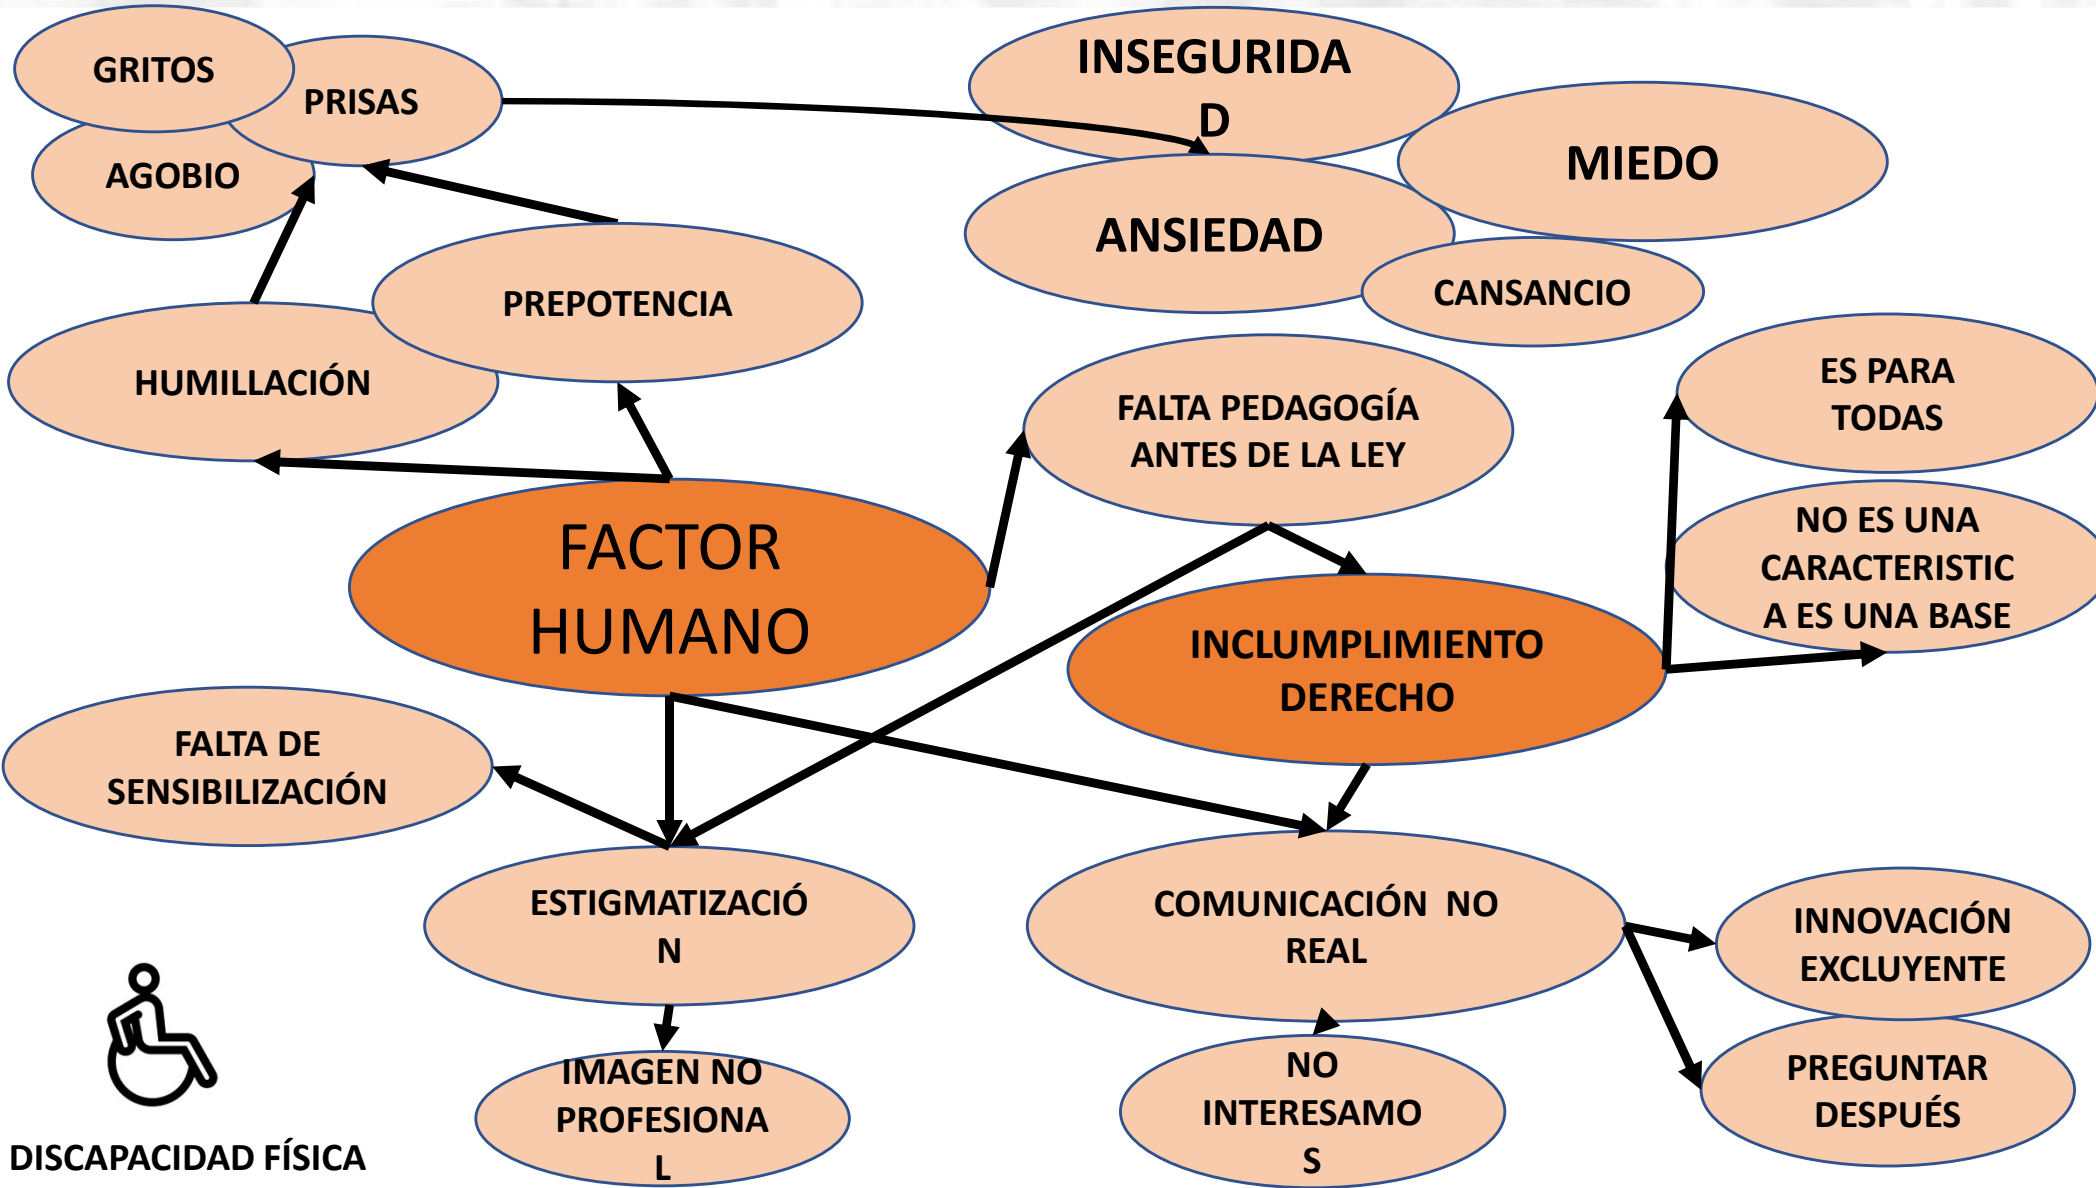 GRITOS
PRISAS
AGOBIO
INSEGURIDA
D
MIEDO
ANSIEDAD
CANSANCIO
PREPOTENCIA
HUMILLACIÓN
FALTA PEDAGOGÍA
ANTES DE LA LEY
ES PARA
TODAS
NO ES UNA
CARACTERISTIC
A ES UNA BASE
FACTOR
HUMANO
INCLUMPLIMIENTO
DERECHO
FALTA DE
SENSIBILIZACIÓN
ESTIGMATIZACIÓ
N
COMUNICACIÓN NO
REAL
INNOVACIÓN
EXCLUYENTE
PREGUNTAR
DESPUÉS
IMAGEN NO
PROFESIONA
L
NO
INTERESAMO
S
DISCAPACIDAD FÍSICA